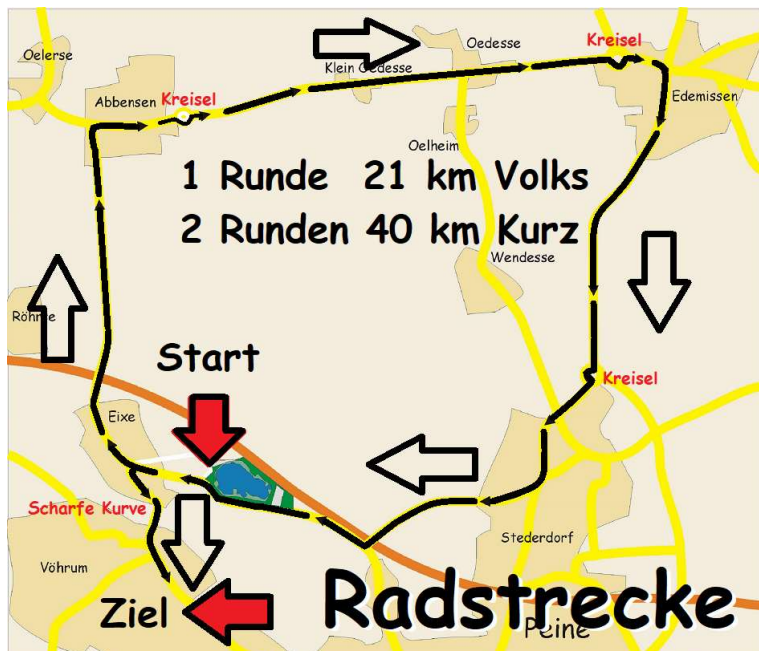 Oelerse
Oedesse
Kreisel
Klein Oedesse
Abbensen
Kreisel
Edemissen
Oelheim
1 Runde 21 km Volks
2 Runden 40 km Kurz
Wendesse
Röhrse
Start
Kreisel
Eixe
Scharfe Kurve
Stederdorf
Vöhrum
Ziel
Radstrecke
Peine